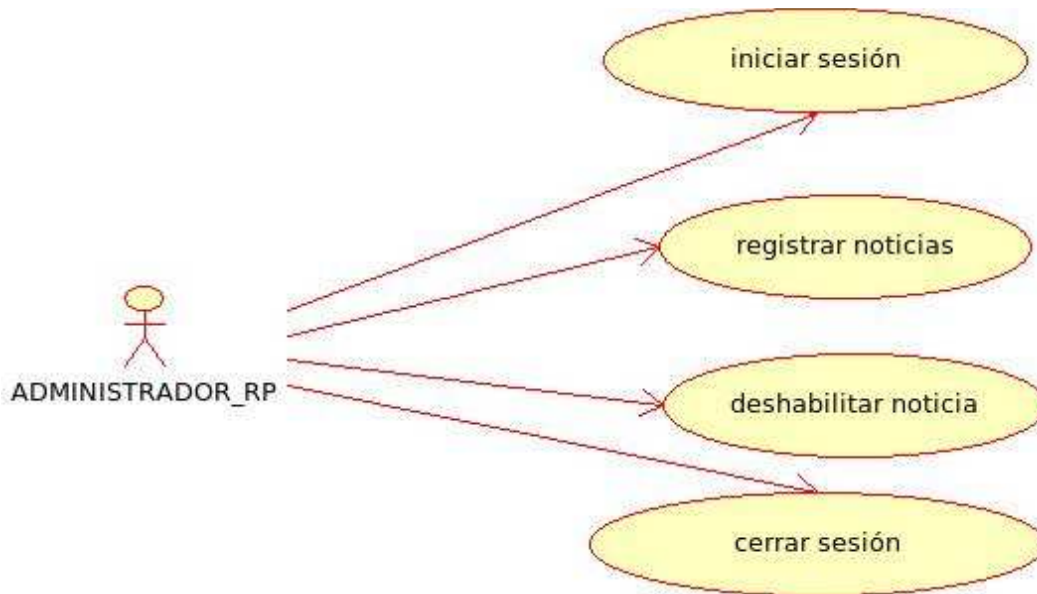 iniciar sesión
registrar noticias
ADMINISTRADOR_RP
deshabilitar noticia
cerrar sesión